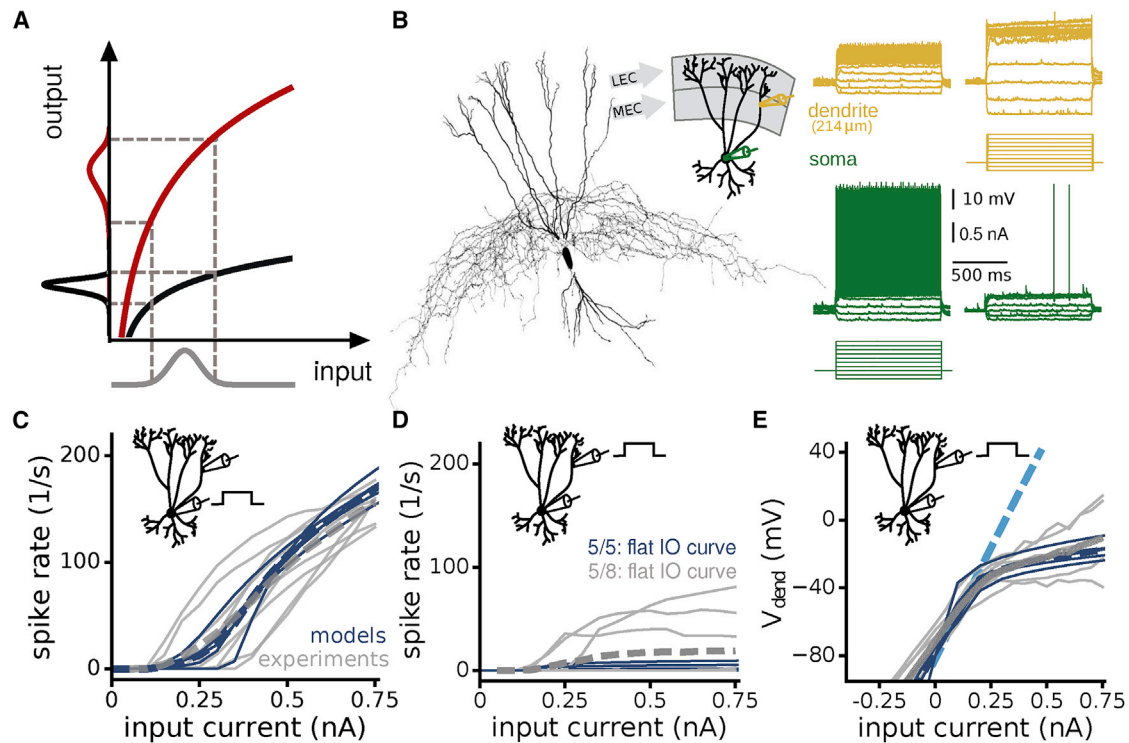 A
output
input
B
LEC
MEC
dendrite
(214 µm)
soma
10 mV
0.5 nA
500 ms
C
spike rate (1/s)
200
100
0
models
experiments
0 0.25 0.5 0.75
input current (nA)
D
spike rate (1/s)
200
100
0
5/5: flat IO curve
5/8: flat IO curve
0 0.25 0.5 0.75
input current (nA)
E
V dend (mV)
40
0
−40
−80
-0.25 0 0.25 0.5 0.75
input current (nA)